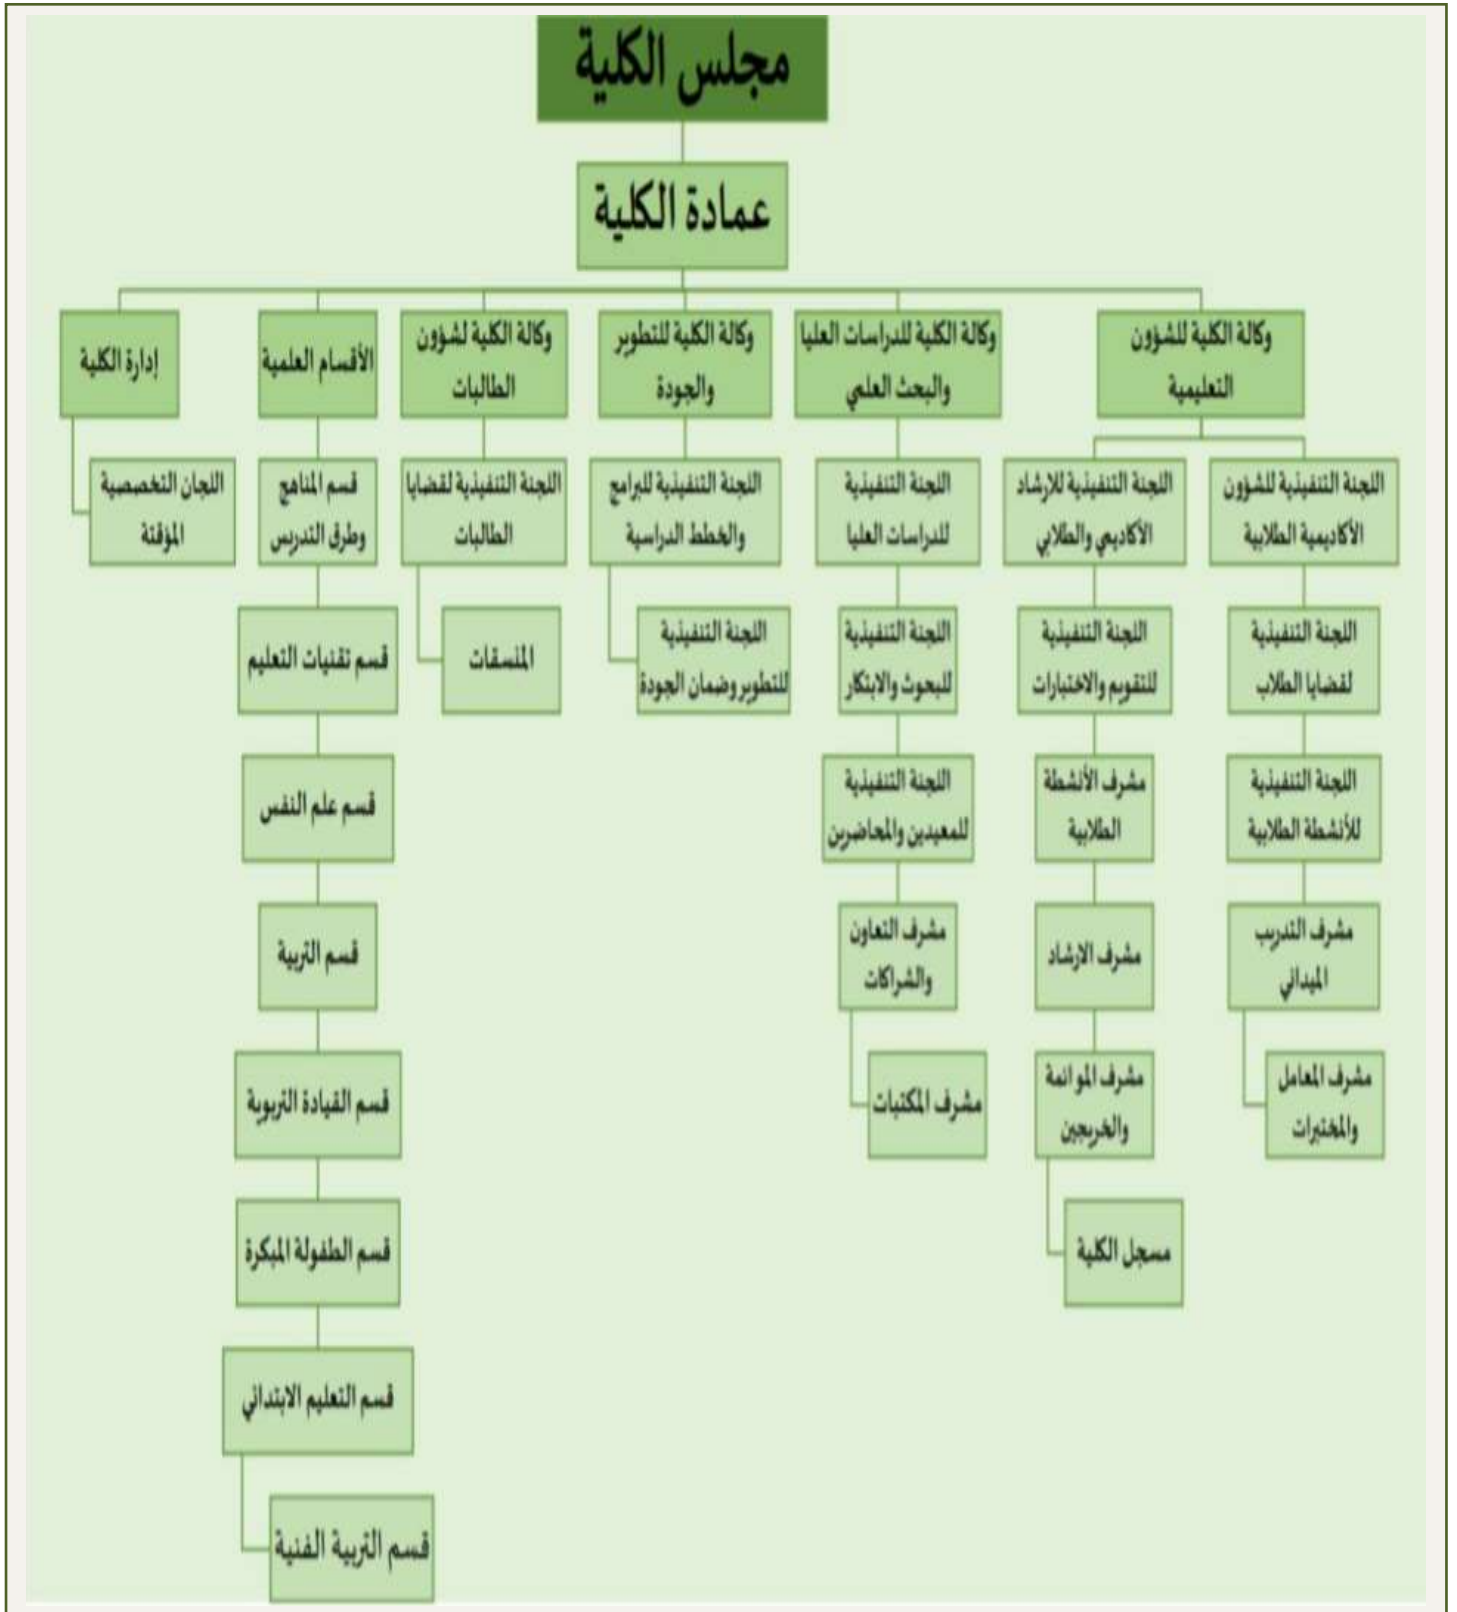 مجلس الكلية
عمادة الكلية
وكالة الكلية للشؤون
التعليمية
وكالة الكلية للدراسات العليا
والبحث العلمي
وكالة الكلية للتطوير
والجودة
وكالة الكلية لشؤون
الطالبات
الأقسام العلمية
إدارة الكلية
اللجنة التنفيذية للشؤون
الأكاديمية الطلابية
اللجنة التنفيذية للإرشاد
الأكاديمي والطلابي
اللجنة التنفيذية
للدراسات العليا
اللجنة التنفيذية للبرامج
والخطط الدراسية
اللجنة التنفيذية لقضايا
الطالبات
قسم المناهج
وطرق التدريس
اللجان التخصصية
المؤقتة
اللجنة التنفيذية
لقضايا الطلاب
اللجنة التنفيذية
للتقويم والاختبارات
اللجنة التنفيذية
للبحوث والابتكار
اللجنة التنفيذية
للتطوير وضمان الجودة
المنسقات
قسم تقنيات التعليم
اللجنة التنفيذية
للأنشطة الطلابية
مشرف الأنشطة
الطلابية
اللجنة التنفيذية
للمعيدين والمحاضرين
قسم علم النفس
مشرف التدريب
الميداني
مشرف الارشاد
مشرف التعاون
والشراكات
قسم التربية
مشرف المعامل
والمختبرات
مشرف الموائمة
والخريجين
مشرف المكتبات
قسم القيادة التربوية
مسجل الكلية
قسم الطفولة المبكرة
قسم التعليم الابتدائي
قسم التربية الفنية